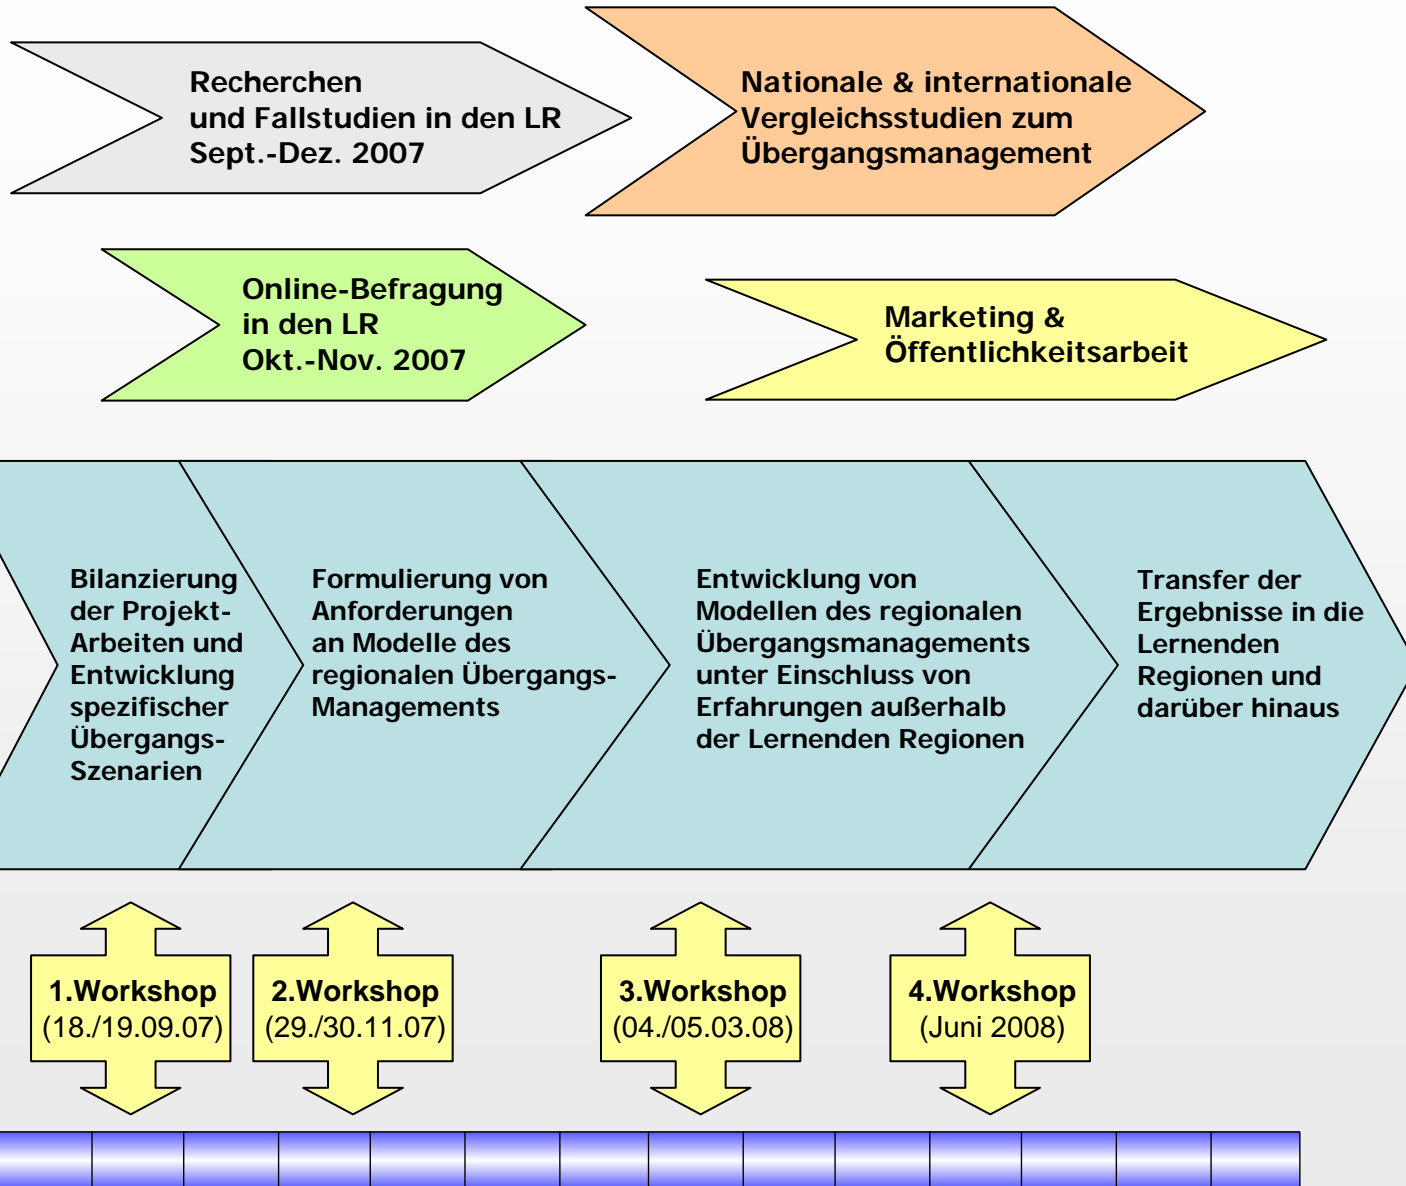 Recherchen
und Fallstudien in den LR
Sept.-Dez. 2007
Nationale & internationale
Vergleichsstudien zum
Übergangsmanagement
Online-Befragung
in den LR
Okt.-Nov. 2007
Marketing &
Öffentlichkeitsarbeit
Bilanzierung
der Projekt-
Arbeiten und
Entwicklung
spezifischer
Übergangs-
Szenarien
Formulierung von
Anforderungen
an Modelle des
regionalen Übergangs-
Managements
Entwicklung von
Modellen des regionalen
Übergangsmanagements
unter Einschluss von
Erfahrungen außerhalb
der Lernenden Regionen
Transfer der
Ergebnisse in die
Lernenden
Regionen und
darüber hinaus
1.Workshop
(18./19.09.07)
2.Workshop
(29./30.11.07)
3.Workshop
(04./05.03.08)
4.Workshop
(Juni 2008)